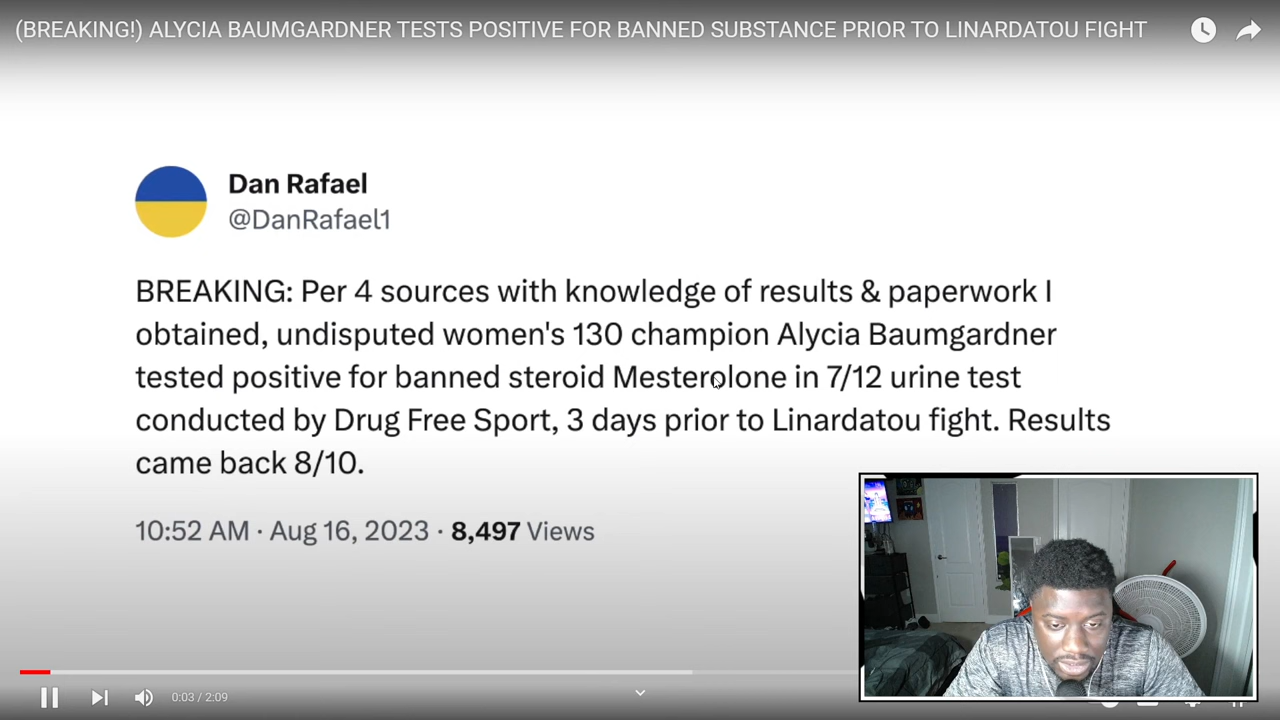 (BREAKING!) ALYCIA BAUMGARDNER TESTS POSITIVE FOR BANNED SUBSTANCE PRIOR TO LINARDATOU FIGHT
Dan Rafael
@DanRafael1
BREAKING: Per 4 sources with knowledge of results & paperwork I
obtained, undisputed women's 130 champion Alycia Baumgardner
tested positive for banned steroid Mesterolone in 7/12 urine test
conducted by Drug Free Sport, 3 days prior to Linardatou fight. Results
came back 8/10.
10:52 AM · Aug 16, 2023 · 8,497 Views
0:03 / 2:09